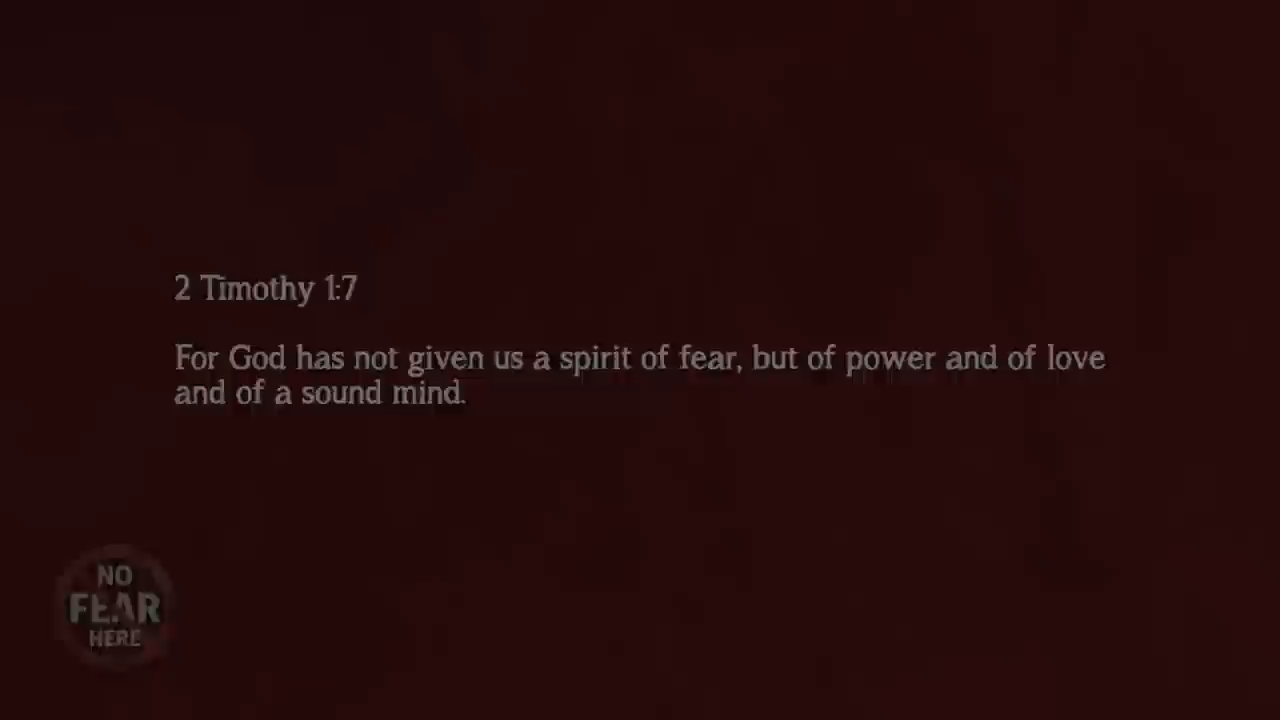 2 Timothy 1:7
For God has not given us a spirit of fear, but of power and of love
and of a sound mind.
NO
FEAR
HERE